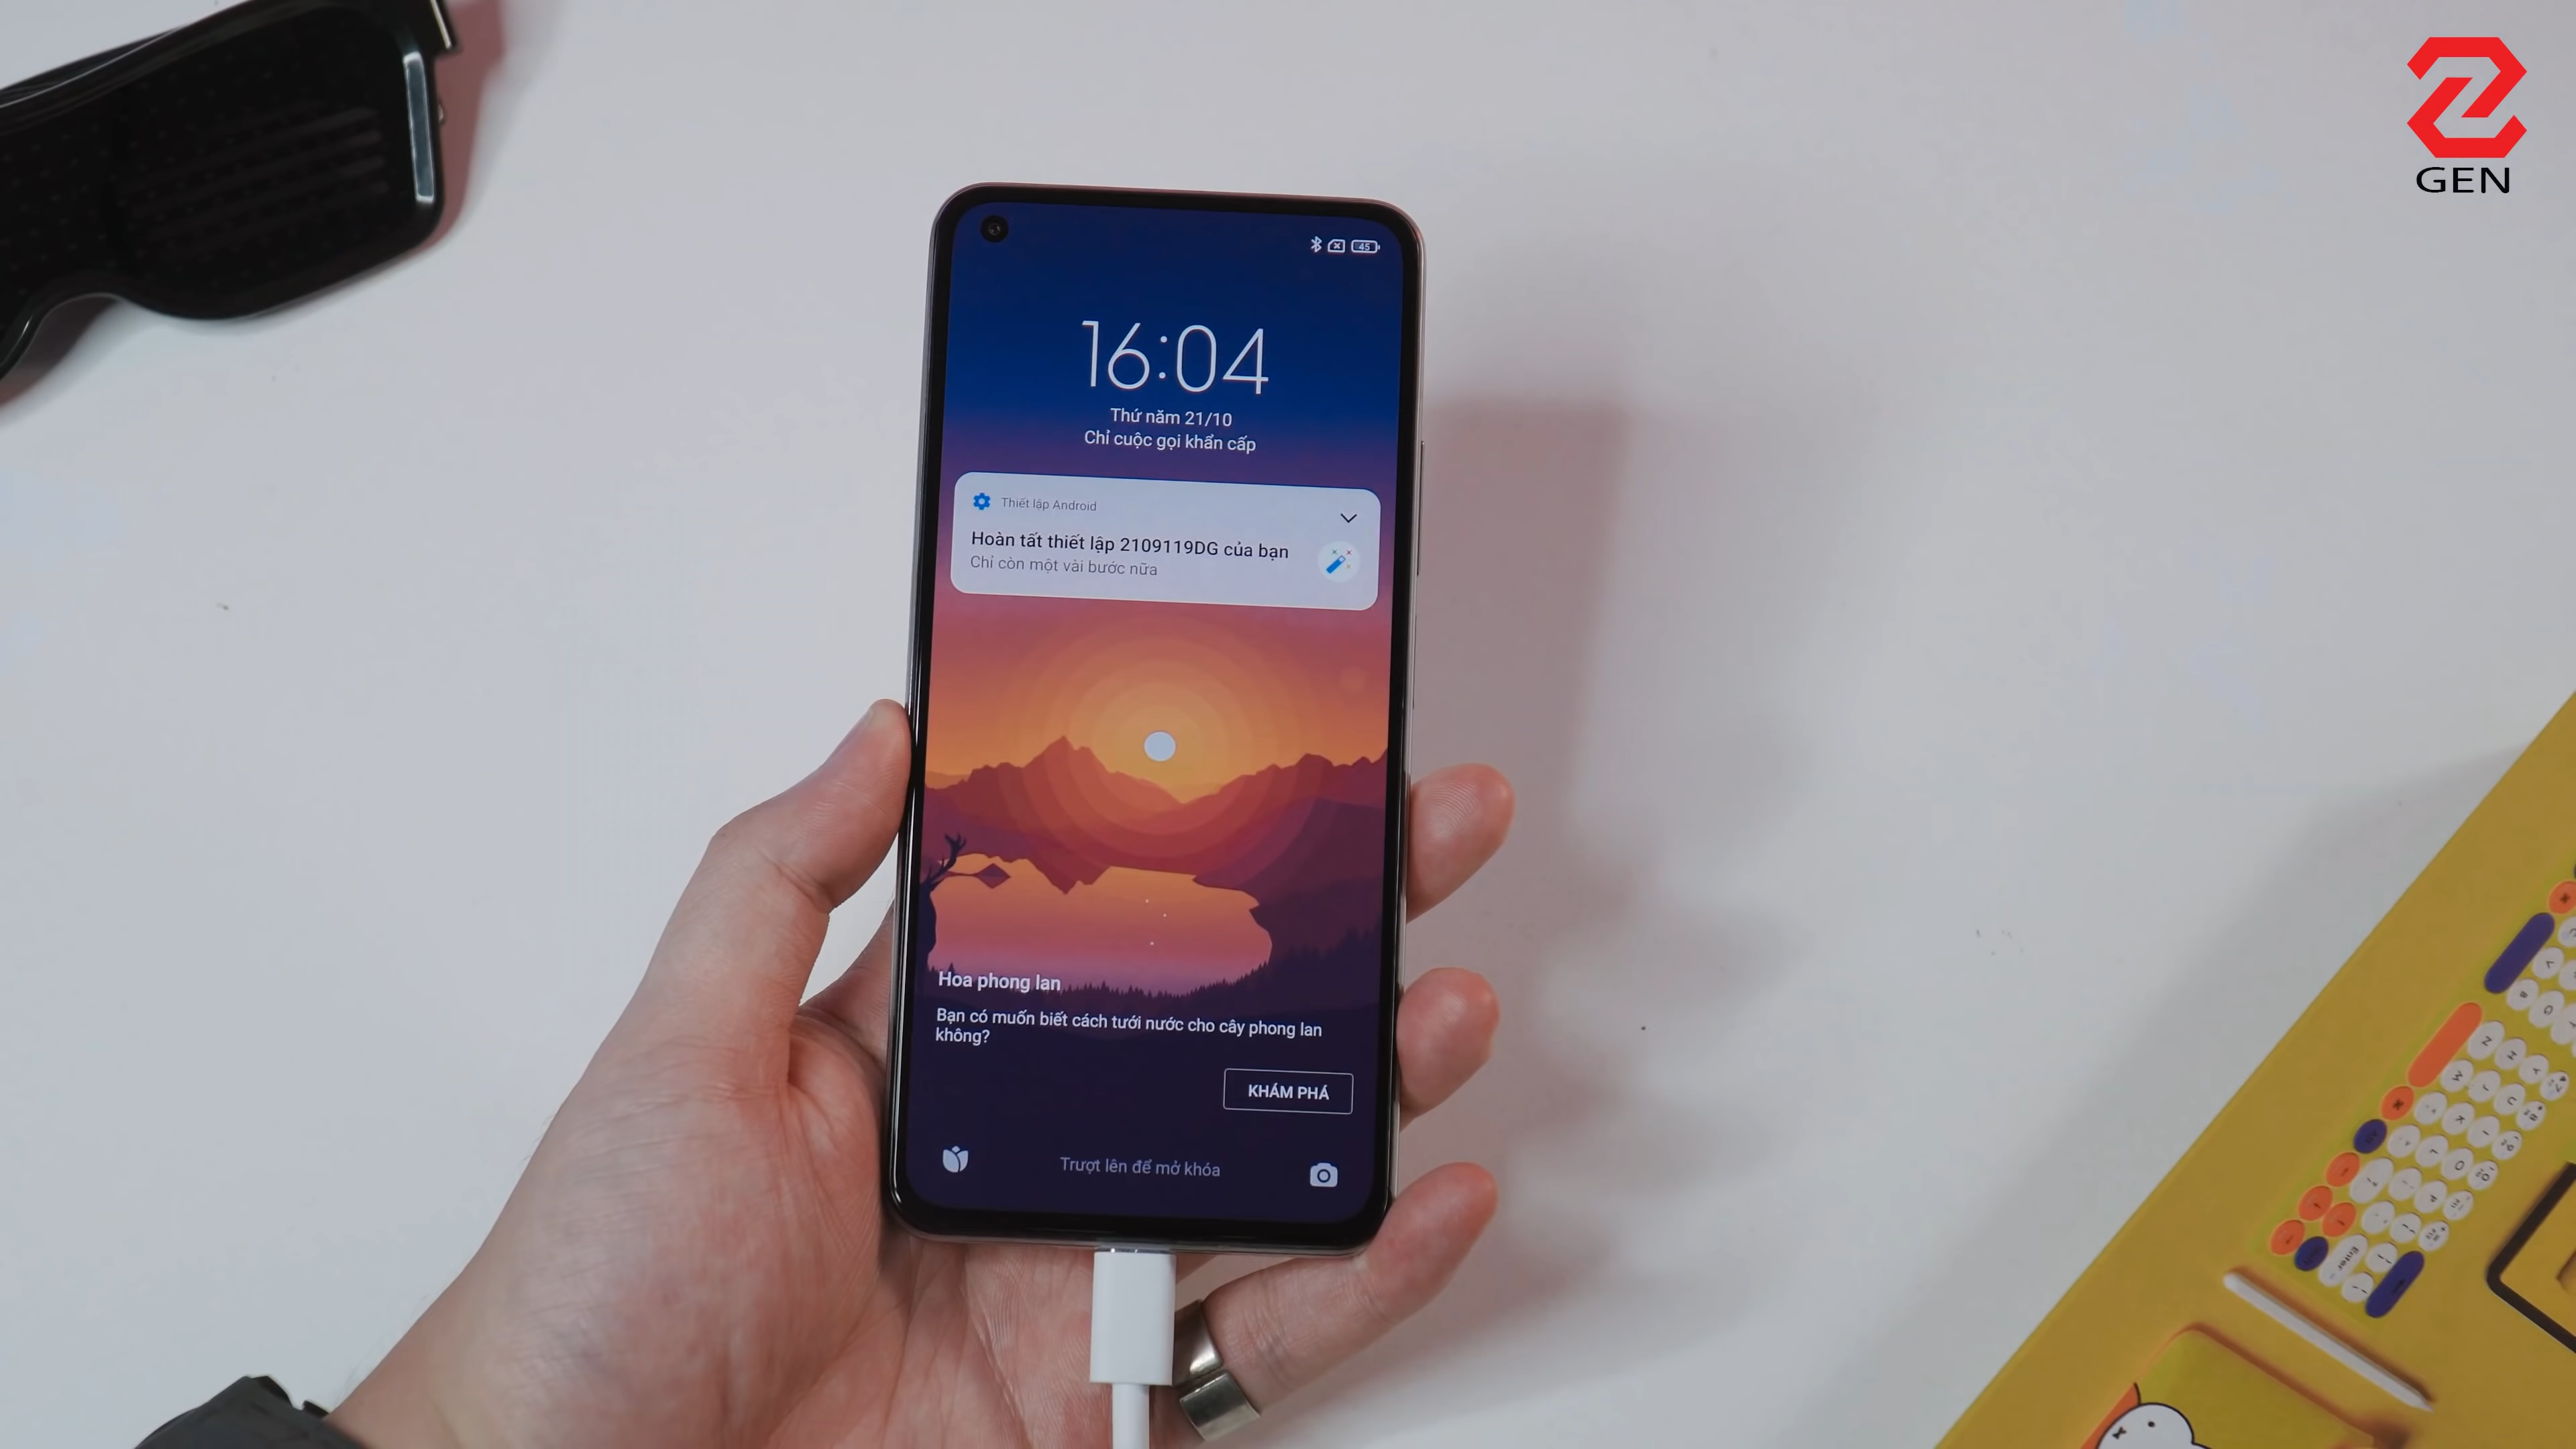 GEN
45
16:04
Thứ năm 21/10
Chỉ cuộc gọi khẩn cấp
Thiết lập Android
Hoàn tất thiết lập 2109119DG của bạn
Chỉ còn một vài bước nữa
Hoa phong lan
Bạn có muốn biết cách tưới nước cho cây phong lan
không?
KHÁM PHÁ
Trượt lên để mở khóa
Enter